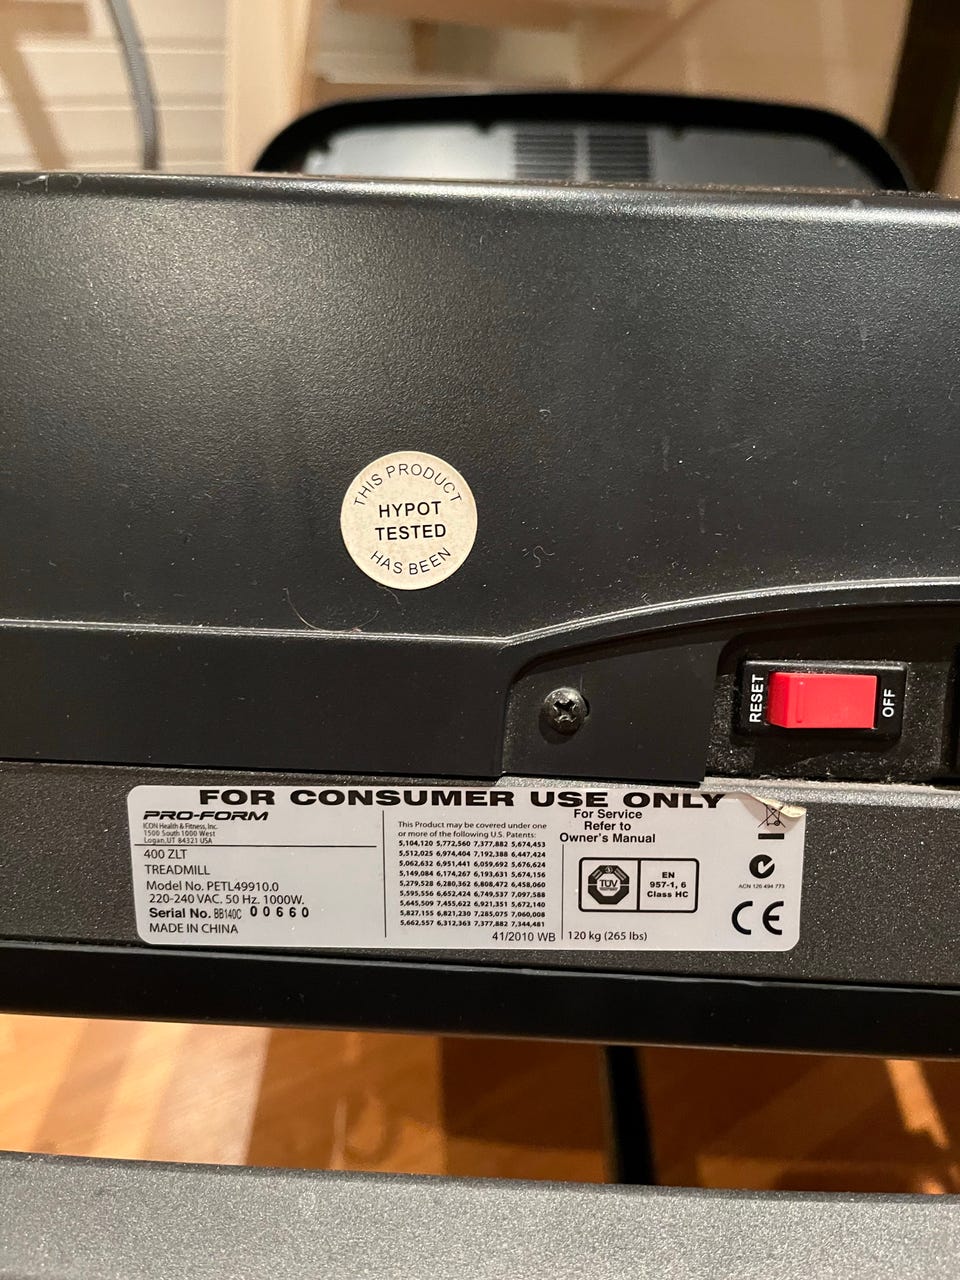 THIS PRODUCT
HYPOT
TESTED
HAS BEEN
RESET
OFF
FOR CONSUMER USE ONLY
PRO-FORM
ICON Health & Fitness, Inc.
1500 South 1000 West
Logan, UT 84321 USA
400 ZLT
TREADMILL
Model No. PETL49910.0
220-240 VAC. 50 Hz. 1000W.
Serial No. BB140C 00660
MADE IN CHINA
This Product may be covered under one
or more of the following U.S. Patents:
5,104,120 5,772,560 7,377,882 5,674,453
5,512,025 6,974,404 7,192,388 6,447,424
5,062,632 6,951,441 6,059,692 5,676,624
5,149,084 6,174,267 6,193,631 5,674,156
5,279,528 6,280,362 6,808,472 6,458,060
5,595,556 6,652,424 6,749,537 7,097,588
5,645,509 7,455,622 6,921,351 5,672,140
5,827,155 6,821,230 7,285,075 7,060,008
5,662,557 6,312,363 7,377,882 7,344,481
41/2010 WB
For Service
Refer to
Owner's Manual
TÜV
EN
957-1, 6
Class HC
120 kg (265 lbs)
ACN 126 494 773
CE